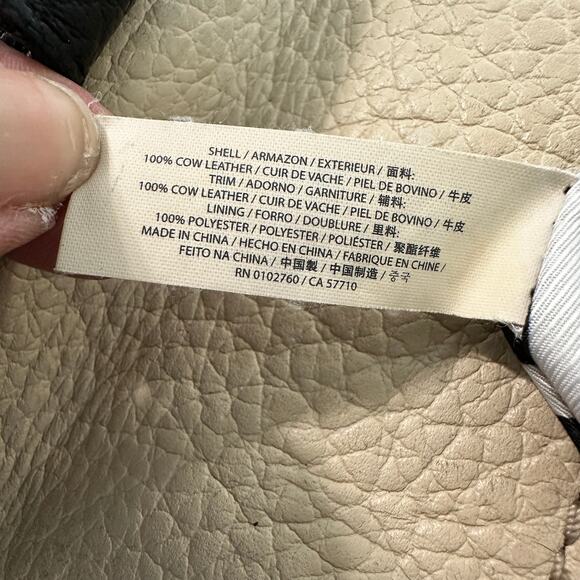 SHELL / ARMAZON / EXTERIEUR / 面料:
100% COW LEATHER / CUIR DE VACHE / PIEL DE BOVINO / 牛皮
TRIM / ADORNO / GARNITURE / 辅料:
100% COW LEATHER / CUIR DE VACHE / PIEL DE BOVINO / 牛皮
LINING / FORRO / DOUBLURE / 里料:
100% POLYESTER / POLYESTER / POLIÉSTER / 聚酯纤维
MADE IN CHINA / HECHO EN CHINA / FABRIQUE EN CHINE /
FEITO NA CHINA / 中国製 / 中国制造 / 중국
RN 0102760 / CA 57710